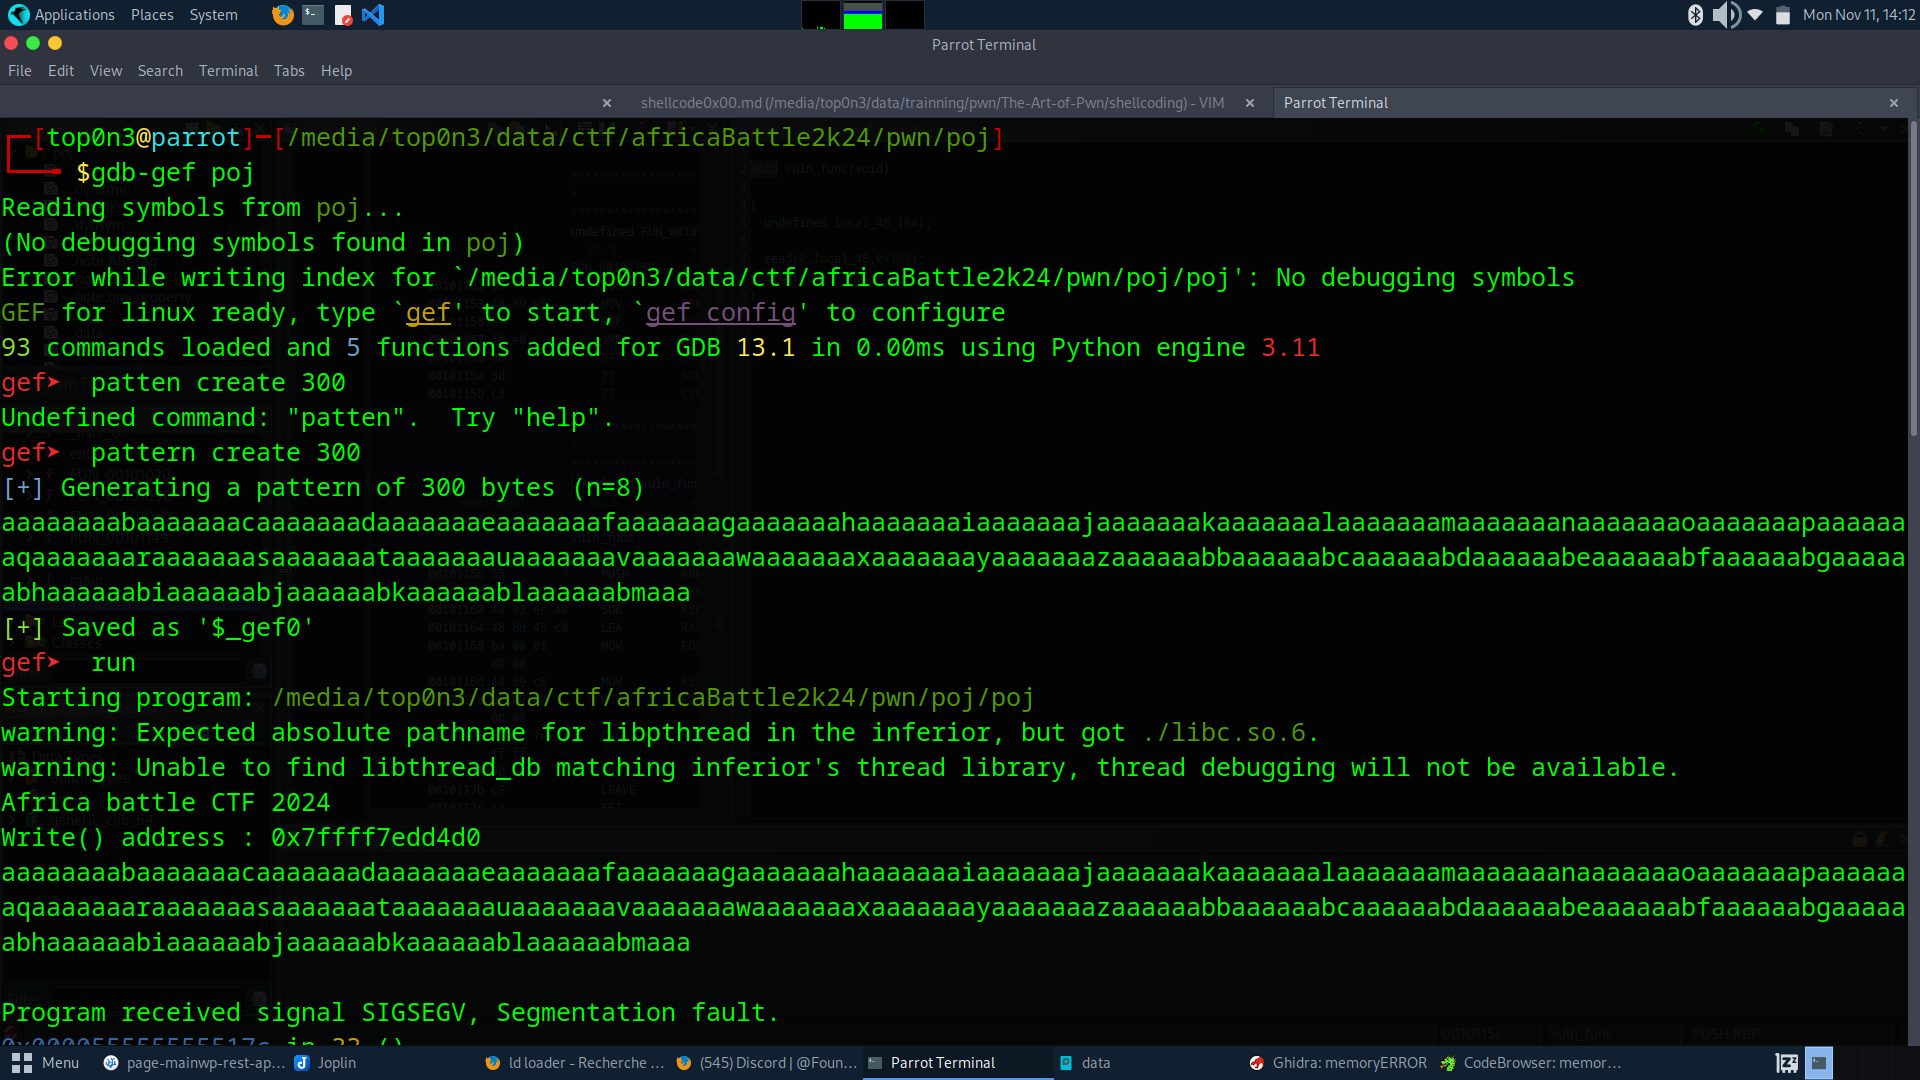 Applications Places System
Mon Nov 11, 14:12
Parrot Terminal
File Edit View Search Terminal Tabs Help
× shellcode0x00.md (/media/top0n3/data/trainning/pwn/The-Art-of-Pwn/shellcoding) - VIM × Parrot Terminal ×
[top0n3@parrot]─[/media/top0n3/data/ctf/africaBattle2k24/pwn/poj]
$gdb-gef poj
Reading symbols from poj...
(No debugging symbols found in poj)
Error while writing index for `/media/top0n3/data/ctf/africaBattle2k24/pwn/poj/poj': No debugging symbols
GEF for linux ready, type `gef' to start, `gef config' to configure
93 commands loaded and 5 functions added for GDB 13.1 in 0.00ms using Python engine 3.11
gef➤ patten create 300
Undefined command: "patten".  Try "help".
gef➤ pattern create 300
[+] Generating a pattern of 300 bytes (n=8)
aaaaaaaabaaaaaaacaaaaaaadaaaaaaaeaaaaaaafaaaaaaagaaaaaaahaaaaaaaiaaaaaaajaaaaaaakaaaaaaalaaaaaaamaaaaaaanaaaaaaaoaaaaaaapaaaaaa
aqaaaaaaaraaaaaaasaaaaaaataaaaaaauaaaaaaavaaaaaaawaaaaaaaxaaaaaaayaaaaaaazaaaaaabbaaaaaabcaaaaaabdaaaaaabeaaaaaabfaaaaaabgaaaaa
abhaaaaaabiaaaaaabjaaaaaabkaaaaaablaaaaaabmaaa
[+] Saved as '$_gef0'
gef➤ run
Starting program: /media/top0n3/data/ctf/africaBattle2k24/pwn/poj/poj
warning: Expected absolute pathname for libpthread in the inferior, but got ./libc.so.6.
warning: Unable to find libthread_db matching inferior's thread library, thread debugging will not be available.
Africa battle CTF 2024
Write() address : 0x7ffff7edd4d0
aaaaaaaabaaaaaaacaaaaaaadaaaaaaaeaaaaaaafaaaaaaagaaaaaaahaaaaaaaiaaaaaaajaaaaaaakaaaaaaalaaaaaaamaaaaaaanaaaaaaaoaaaaaaapaaaaaa
aqaaaaaaaraaaaaaasaaaaaaataaaaaaauaaaaaaavaaaaaaawaaaaaaaxaaaaaaayaaaaaaazaaaaaabbaaaaaabcaaaaaabdaaaaaabeaaaaaabfaaaaaabgaaaaa
abhaaaaaabiaaaaaabjaaaaaabkaaaaaablaaaaaabmaaa
Program received signal SIGSEGV, Segmentation fault.
Menu page-mainwp-rest-ap... Joplin ld loader - Recherche ... (545) Discord | @Foun... Parrot Terminal data Ghidra: memoryERROR CodeBrowser: memor...